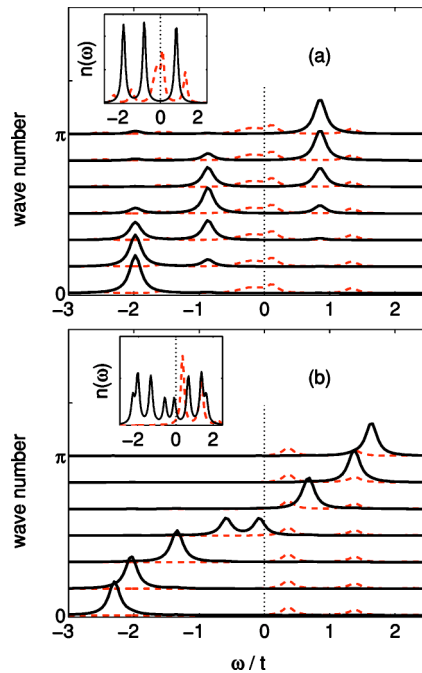 n(ω)
−2 0 2
(a)
π
wave number
0
−3 −2 −1 0 1 2
n(ω)
−2 0 2
(b)
π
wave number
0
−3 −2 −1 0 1 2
ω / t